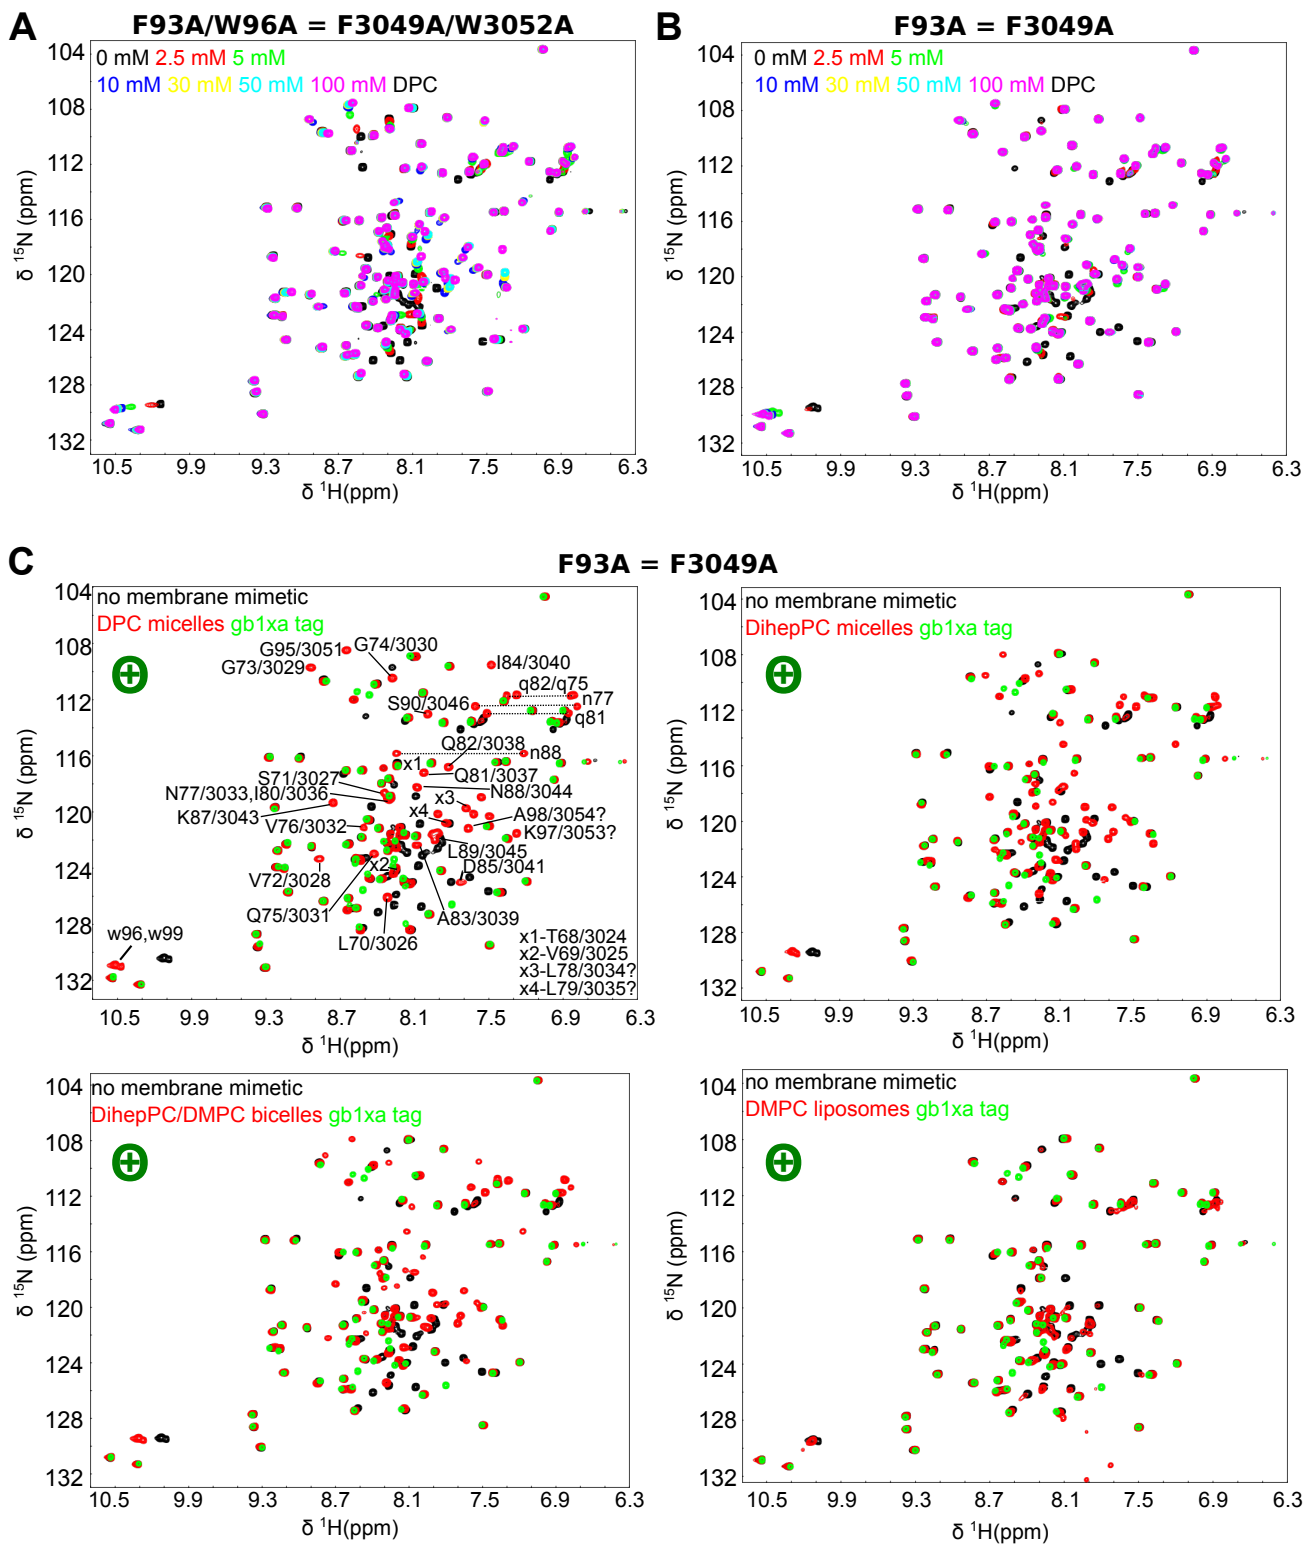 A
F93A/W96A = F3049A/W3052A
0 mM 2.5 mM 5 mM
10 mM 30 mM 50 mM 100 mM DPC
104
108
112
116
120
124
128
132
δ 15N (ppm)
10.5 9.9 9.3 8.7 8.1 7.5 6.9 6.3
δ 1H(ppm)
B
F93A = F3049A
0 mM 2.5 mM 5 mM
10 mM 30 mM 50 mM 100 mM DPC
104
108
112
116
120
124
128
132
δ 15N (ppm)
10.5 9.9 9.3 8.7 8.1 7.5 6.9 6.3
δ 1H(ppm)
C
F93A = F3049A
no membrane mimetic
DPC micelles gb1xa tag
G95/3051
G74/3030
G73/3029
I84/3040
q82/q75
n77
S90/3046
q81
Q82/3038
n88
x1
S71/3027
Q81/3037
N77/3033,I80/3036
N88/3044
x3
K87/3043
x4
A98/3054?
V76/3032
K97/3053?
L89/3045
x2
D85/3041
V72/3028
Q75/3031
A83/3039
L70/3026
w96,w99
x1-T68/3024
x2-V69/3025
x3-L78/3034?
x4-L79/3035?
104
108
112
116
120
124
128
132
δ 15N (ppm)
10.5 9.9 9.3 8.7 8.1 7.5 6.9 6.3
δ 1H(ppm)
no membrane mimetic
DihepPC micelles gb1xa tag
104
108
112
116
120
124
128
132
δ 15N (ppm)
10.5 9.9 9.3 8.7 8.1 7.5 6.9 6.3
δ 1H(ppm)
no membrane mimetic
DihepPC/DMPC bicelles gb1xa tag
104
108
112
116
120
124
128
132
δ 15N (ppm)
10.5 9.9 9.3 8.7 8.1 7.5 6.9 6.3
δ 1H(ppm)
no membrane mimetic
DMPC liposomes gb1xa tag
104
108
112
116
120
124
128
132
δ 15N (ppm)
10.5 9.9 9.3 8.7 8.1 7.5 6.9 6.3
δ 1H(ppm)